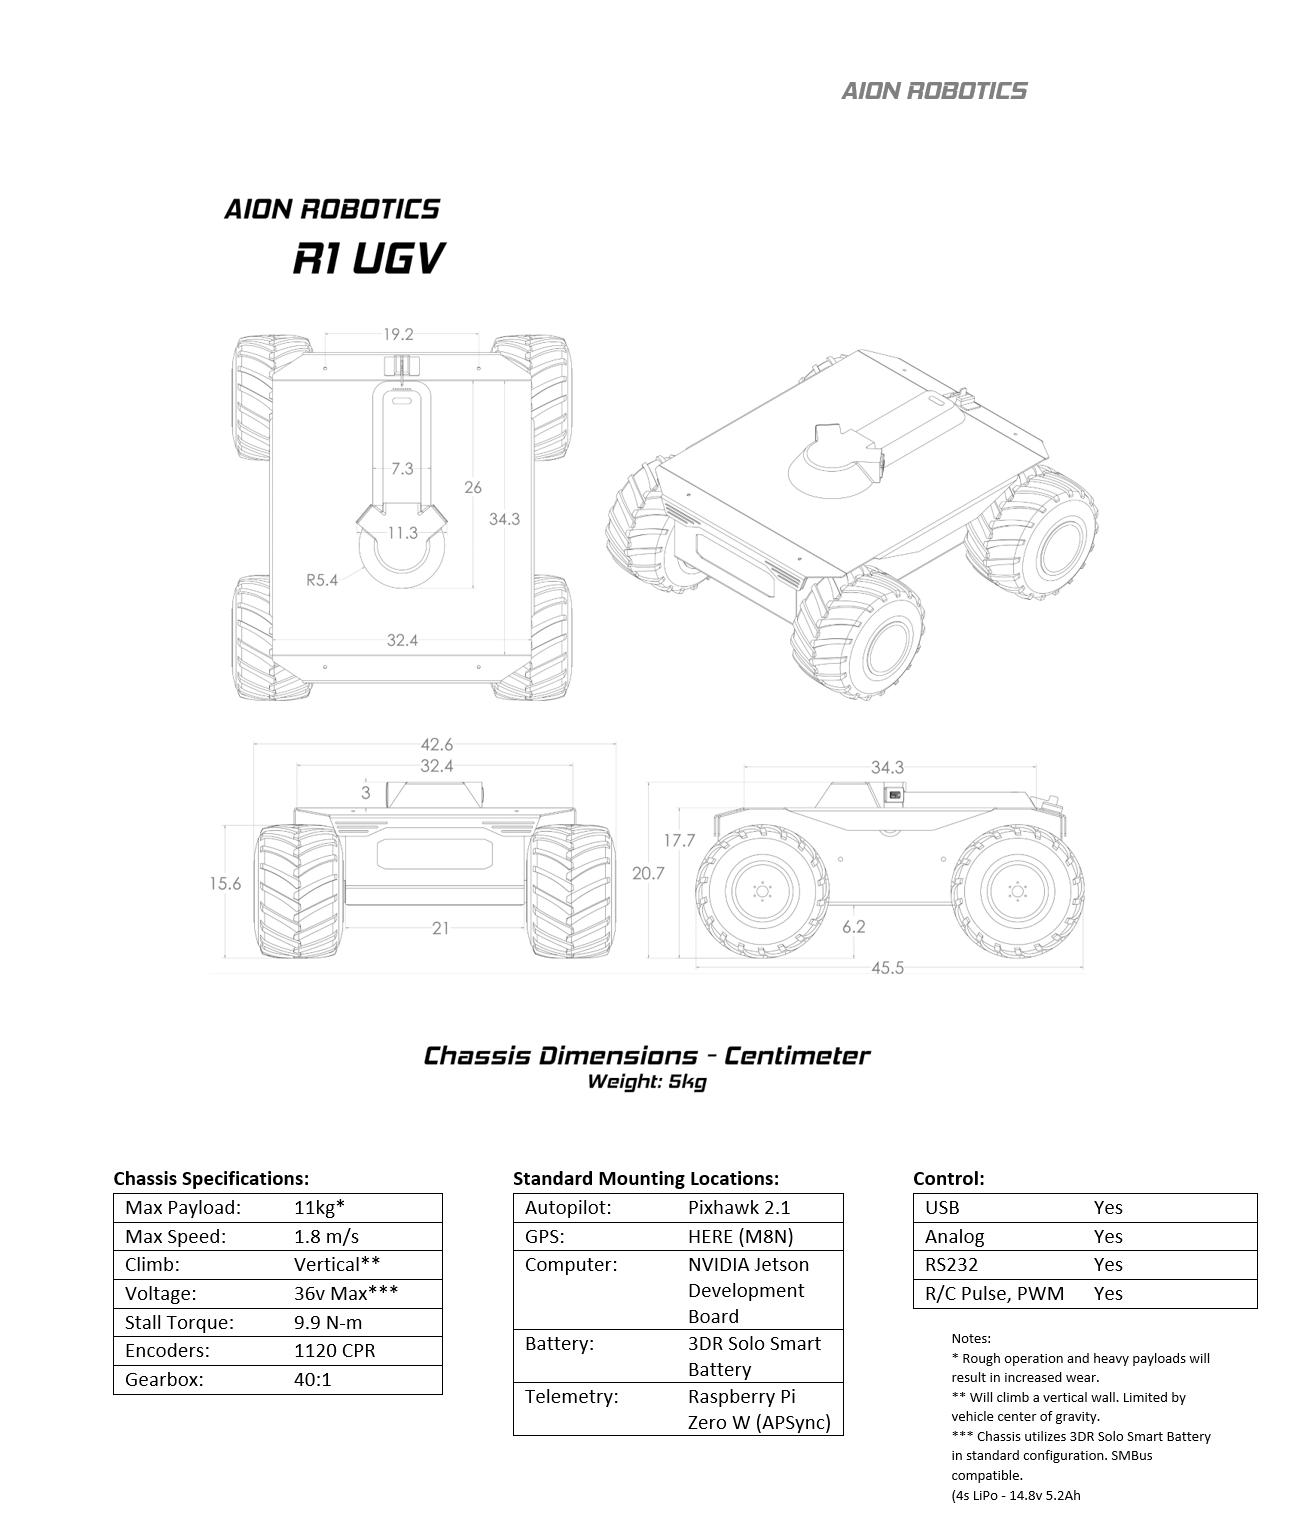 AION ROBOTICS
AION ROBOTICS
R1 UGV
19.2
7.3
26
34.3
11.3
R5.4
32.4
42.6
32.4
3
15.6
21
34.3
17.7
20.7
6.2
45.5
Chassis Dimensions - Centimeter
Weight: 5kg
Chassis Specifications:
Max Payload: 11kg*
Max Speed: 1.8 m/s
Climb: Vertical**
Voltage: 36v Max***
Stall Torque: 9.9 N-m
Encoders: 1120 CPR
Gearbox: 40:1
Standard Mounting Locations:
Autopilot: Pixhawk 2.1
GPS: HERE (M8N)
Computer: NVIDIA Jetson
Development
Board
Battery: 3DR Solo Smart
Battery
Telemetry: Raspberry Pi
Zero W (APSync)
Control:
USB Yes
Analog Yes
RS232 Yes
R/C Pulse, PWM Yes
Notes:
* Rough operation and heavy payloads will
result in increased wear.
** Will climb a vertical wall. Limited by
vehicle center of gravity.
*** Chassis utilizes 3DR Solo Smart Battery
in standard configuration. SMBus
compatible.
(4s LiPo - 14.8v 5.2Ah